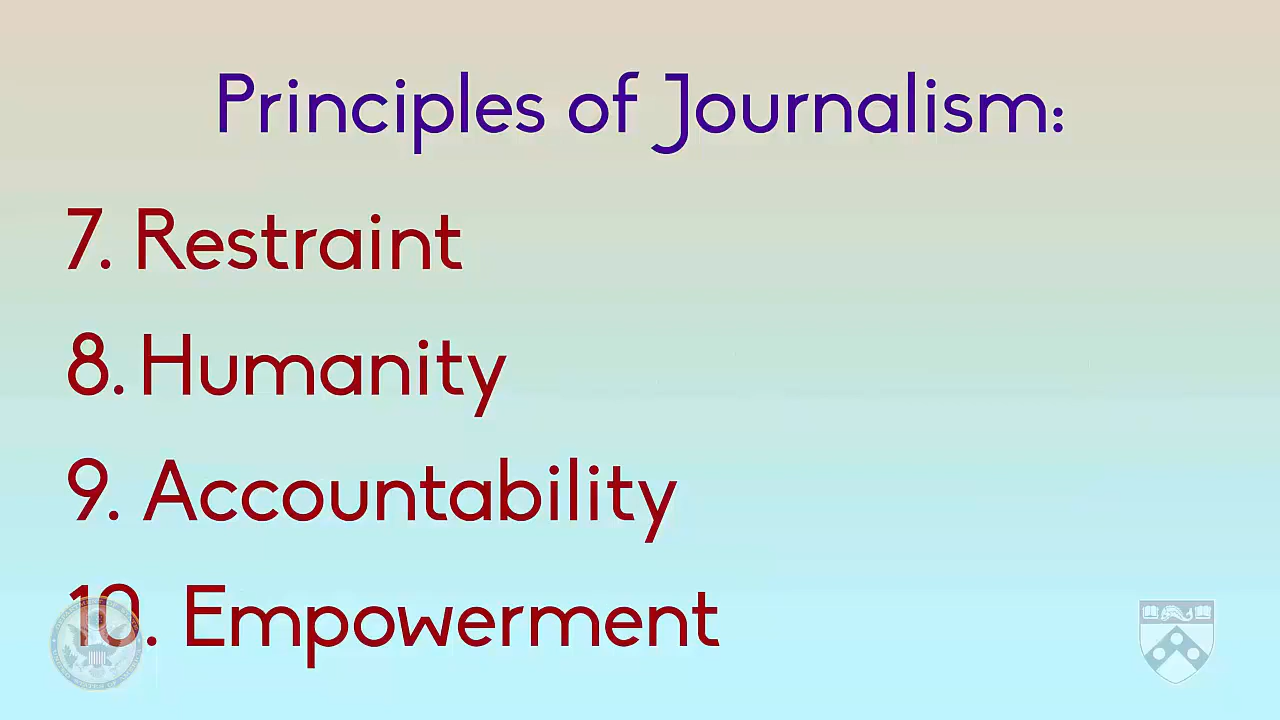 Principles of Journalism:
7. Restraint
8. Humanity
9. Accountability
10. Empowerment